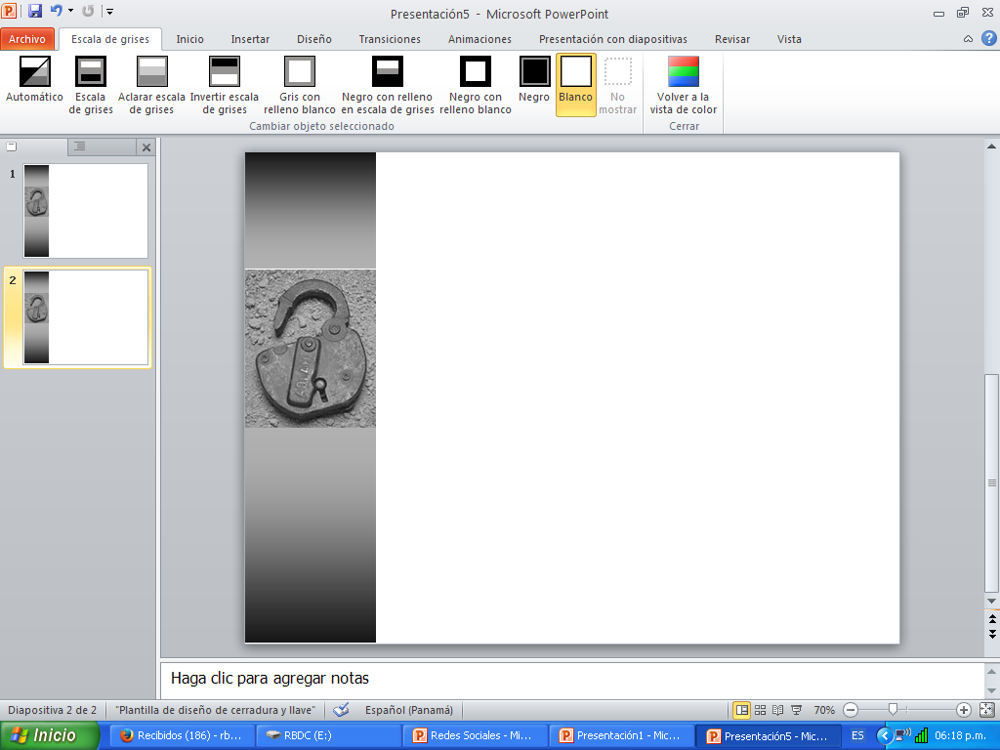 Presentación5 - Microsoft PowerPoint
Archivo Escala de grises Inicio Insertar Diseño Transiciones Animaciones Presentación con diapositivas Revisar Vista
Automático Escala de grises Aclarar escala de grises Invertir escala de grises Gris con relleno blanco Negro con relleno en escala de grises Negro con relleno blanco Negro Blanco No mostrar Volver a la vista de color
Cambiar objeto seleccionado Cerrar
1
2
Haga clic para agregar notas
Diapositiva 2 de 2 "Plantilla de diseño de cerradura y llave" Español (Panamá) 70%
Inicio Recibidos (186) - rb... RBDC (E:) Redes Sociales - Mi... Presentación1 - Mic... Presentación5 - Mic... ES 06:18 p.m.